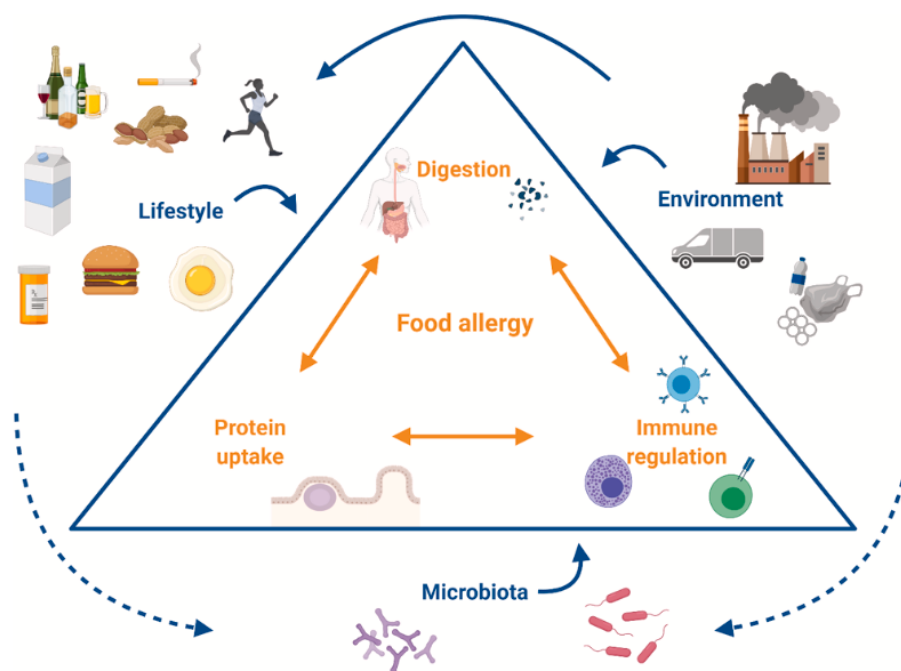 Digestion
Lifestyle
Environment
Food allergy
Protein
uptake
Immune
regulation
Microbiota